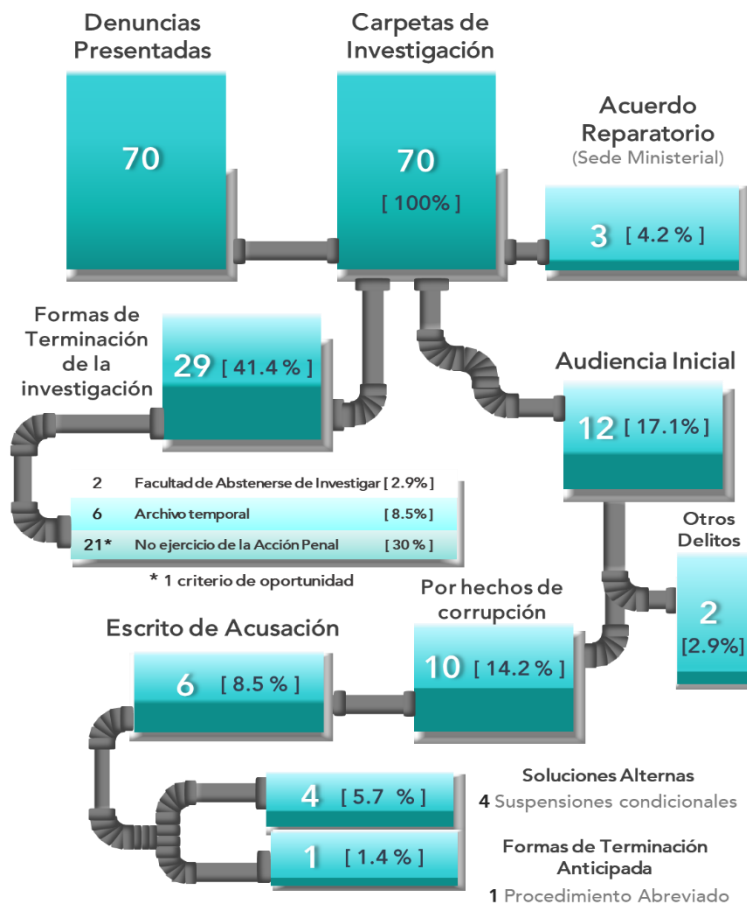 Denuncias
Presentadas
70
Carpetas de
Investigación
70
[ 100% ]
Acuerdo
Reparatorio
(Sede Ministerial)
3 [ 4.2 % ]
Formas de
Terminación
de la
investigación
29 [ 41.4 % ]
2 Facultad de Abstenerse de Investigar [ 2.9% ]
6 Archivo temporal [ 8.5% ]
21* No ejercicio de la Acción Penal [ 30 % ]
* 1 criterio de oportunidad
Audiencia Inicial
12 [ 17.1% ]
Otros
Delitos
2
[2.9%]
Por hechos de
corrupción
10 [ 14.2 % ]
Escrito de Acusación
6 [ 8.5 % ]
4 [ 5.7 % ]
Soluciones Alternas
4 Suspensiones condicionales
1 [ 1.4 % ]
Formas de Terminación
Anticipada
1 Procedimiento Abreviado